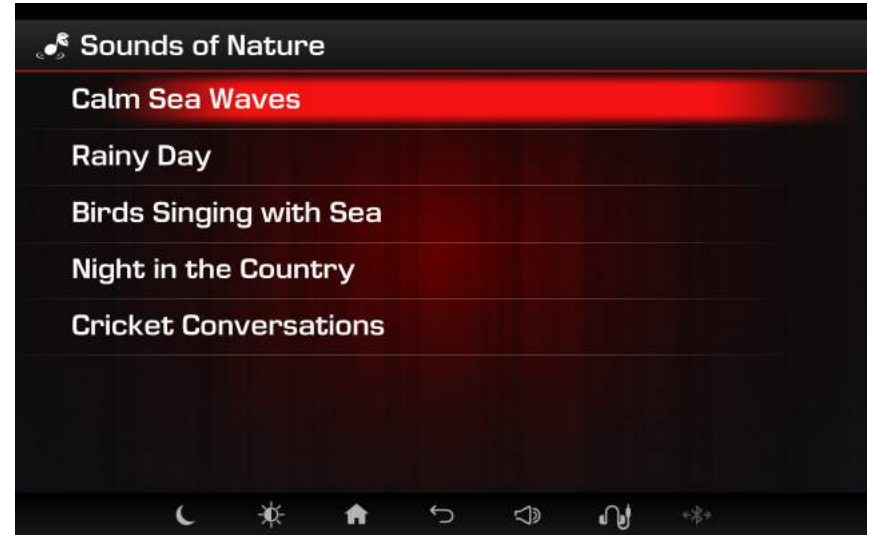 Sounds of Nature
Calm Sea Waves
Rainy Day
Birds Singing with Sea
Night in the Country
Cricket Conversations